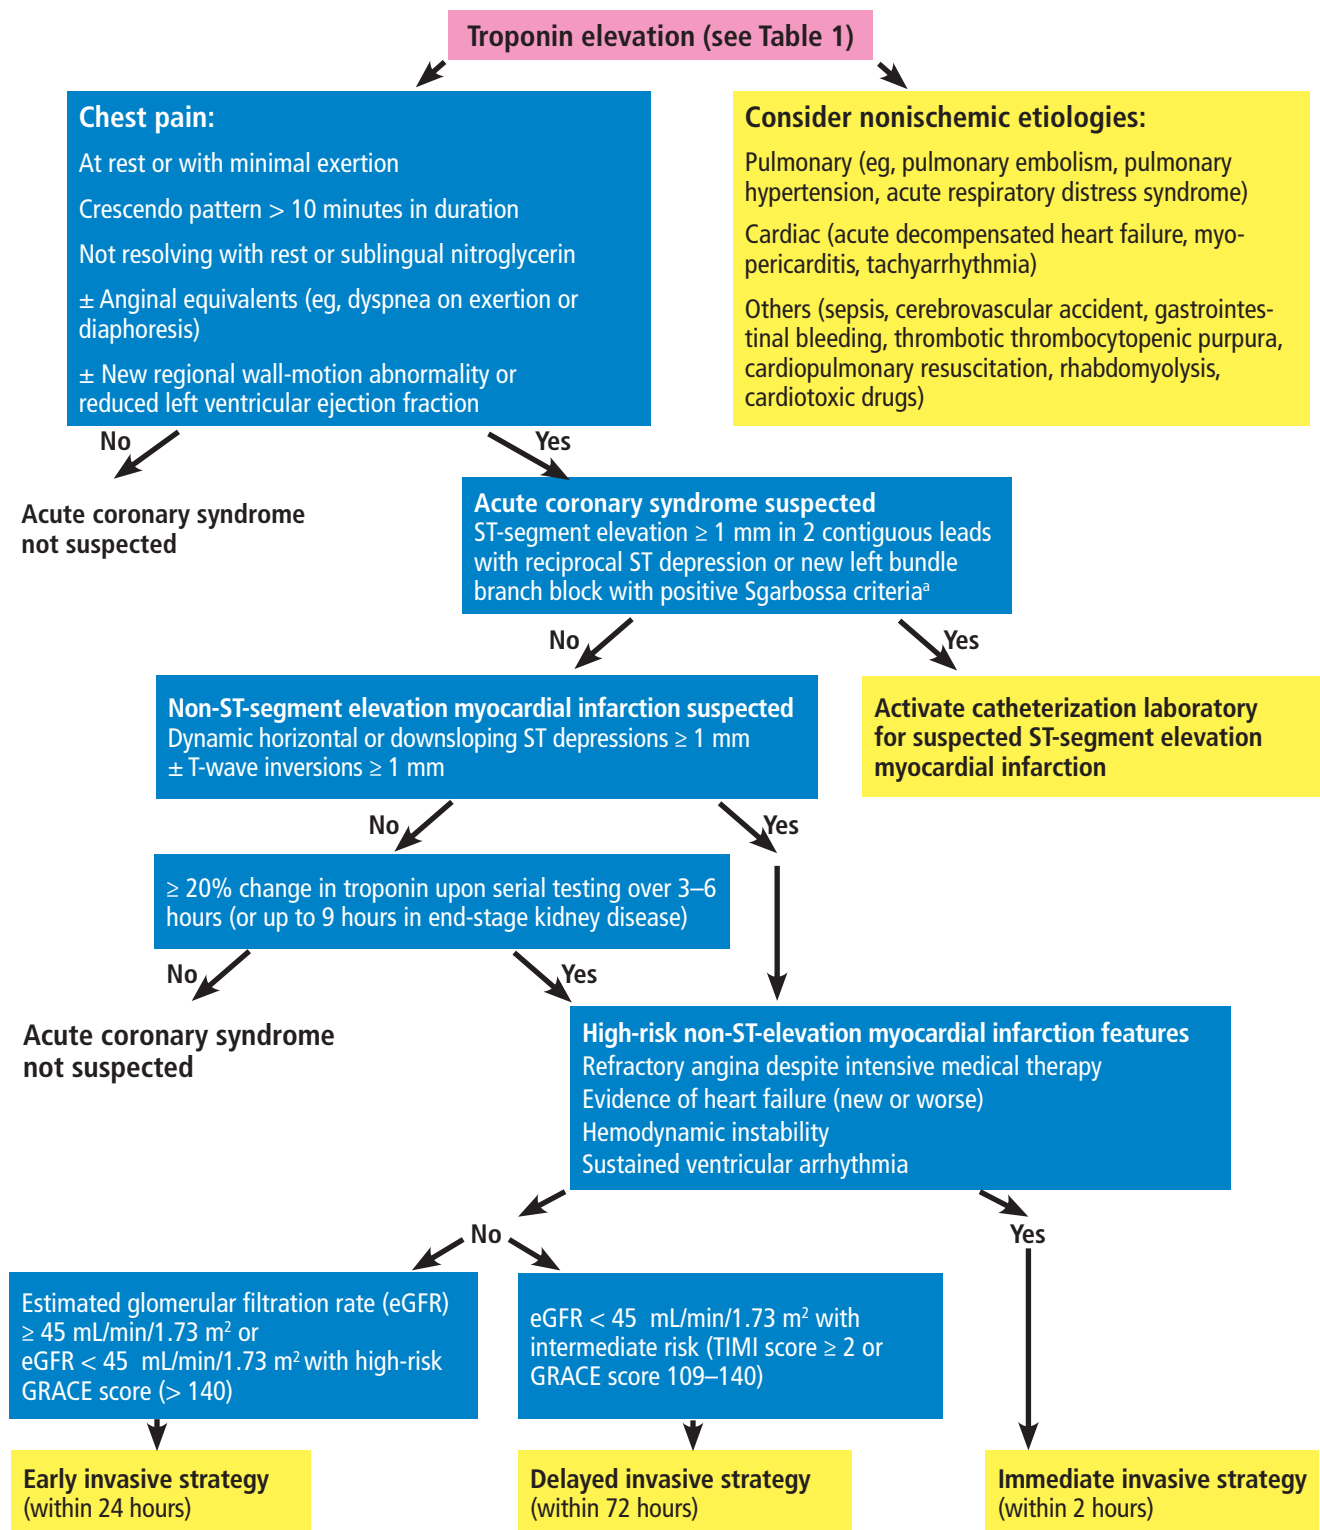 Troponin elevation (see Table 1)
Chest pain:
At rest or with minimal exertion
Crescendo pattern > 10 minutes in duration
Not resolving with rest or sublingual nitroglycerin
± Anginal equivalents (eg, dyspnea on exertion or
diaphoresis)
± New regional wall-motion abnormality or
reduced left ventricular ejection fraction
Consider nonischemic etiologies:
Pulmonary (eg, pulmonary embolism, pulmonary
hypertension, acute respiratory distress syndrome)
Cardiac (acute decompensated heart failure, myo-
pericarditis, tachyarrhythmia)
Others (sepsis, cerebrovascular accident, gastrointes-
tinal bleeding, thrombotic thrombocytopenic purpura,
cardiopulmonary resuscitation, rhabdomyolysis,
cardiotoxic drugs)
No
Yes
Acute coronary syndrome
not suspected
Acute coronary syndrome suspected
ST-segment elevation ≥ 1 mm in 2 contiguous leads
with reciprocal ST depression or new left bundle
branch block with positive Sgarbossa criteriaᵃ
No
Yes
Non-ST-segment elevation myocardial infarction suspected
Dynamic horizontal or downsloping ST depressions ≥ 1 mm
± T-wave inversions ≥ 1 mm
Activate catheterization laboratory
for suspected ST-segment elevation
myocardial infarction
No
Yes
≥ 20% change in troponin upon serial testing over 3–6
hours (or up to 9 hours in end-stage kidney disease)
No
Yes
Acute coronary syndrome
not suspected
High-risk non-ST-elevation myocardial infarction features
Refractory angina despite intensive medical therapy
Evidence of heart failure (new or worse)
Hemodynamic instability
Sustained ventricular arrhythmia
No
Yes
Estimated glomerular filtration rate (eGFR)
≥ 45 mL/min/1.73 m² or
eGFR < 45 mL/min/1.73 m² with high-risk
GRACE score (> 140)
eGFR < 45 mL/min/1.73 m² with
intermediate risk (TIMI score ≥ 2 or
GRACE score 109–140)
Early invasive strategy
(within 24 hours)
Delayed invasive strategy
(within 72 hours)
Immediate invasive strategy
(within 2 hours)